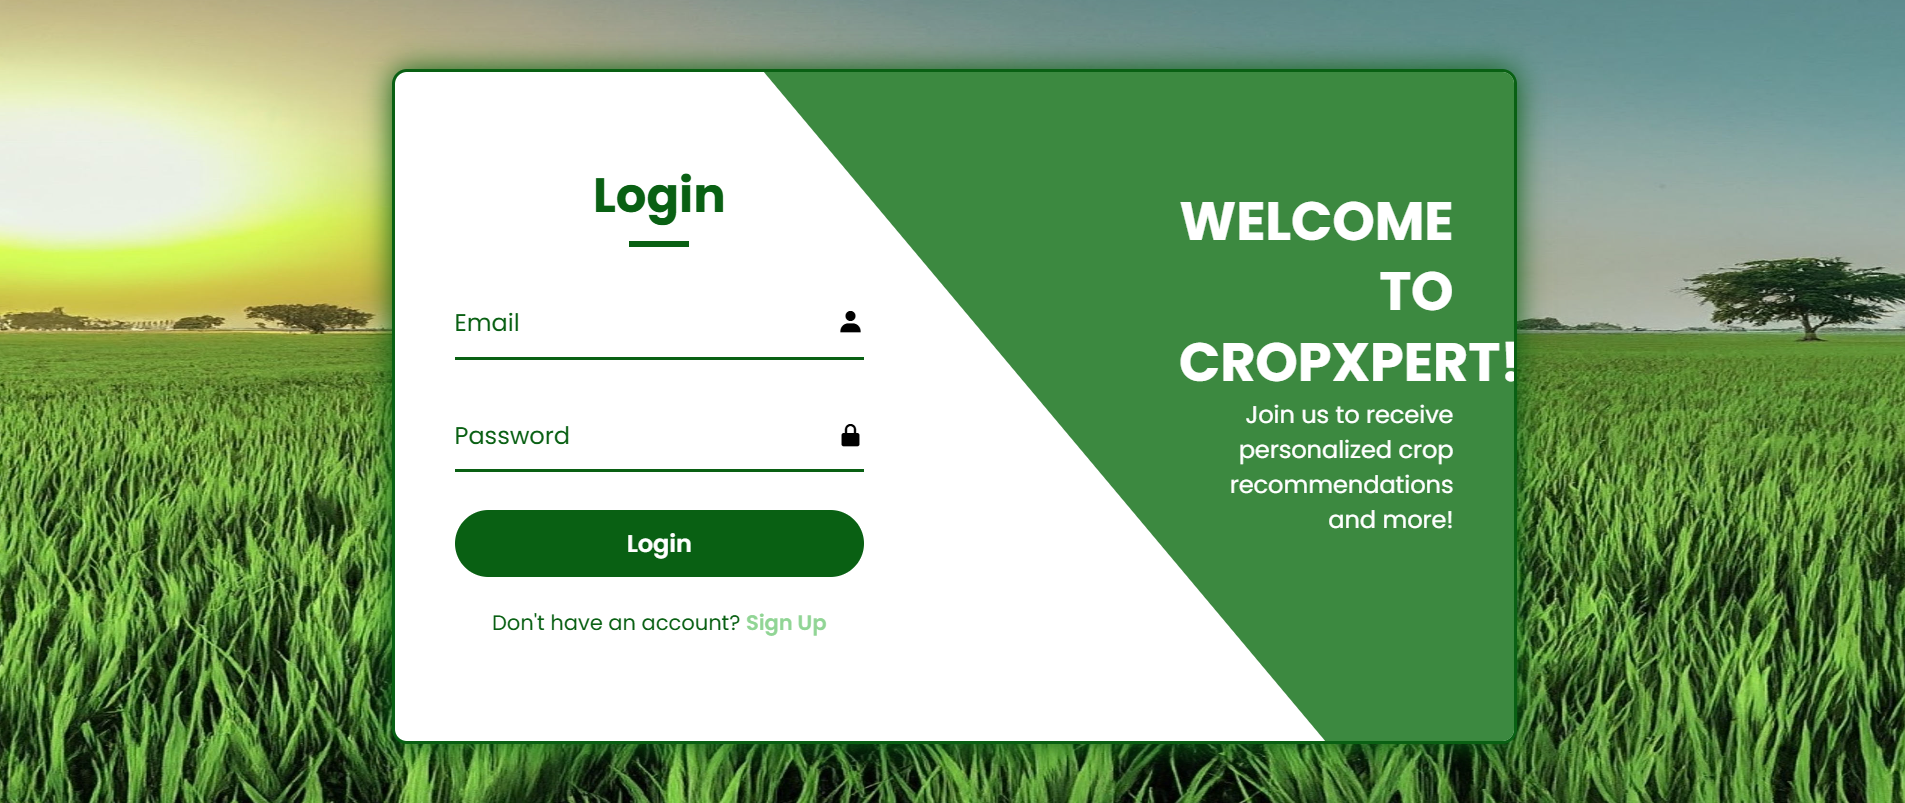 Login
Email
Password
Login
Don't have an account? Sign Up
WELCOME
TO
CROPXPERT!
Join us to receive
personalized crop
recommendations
and more!